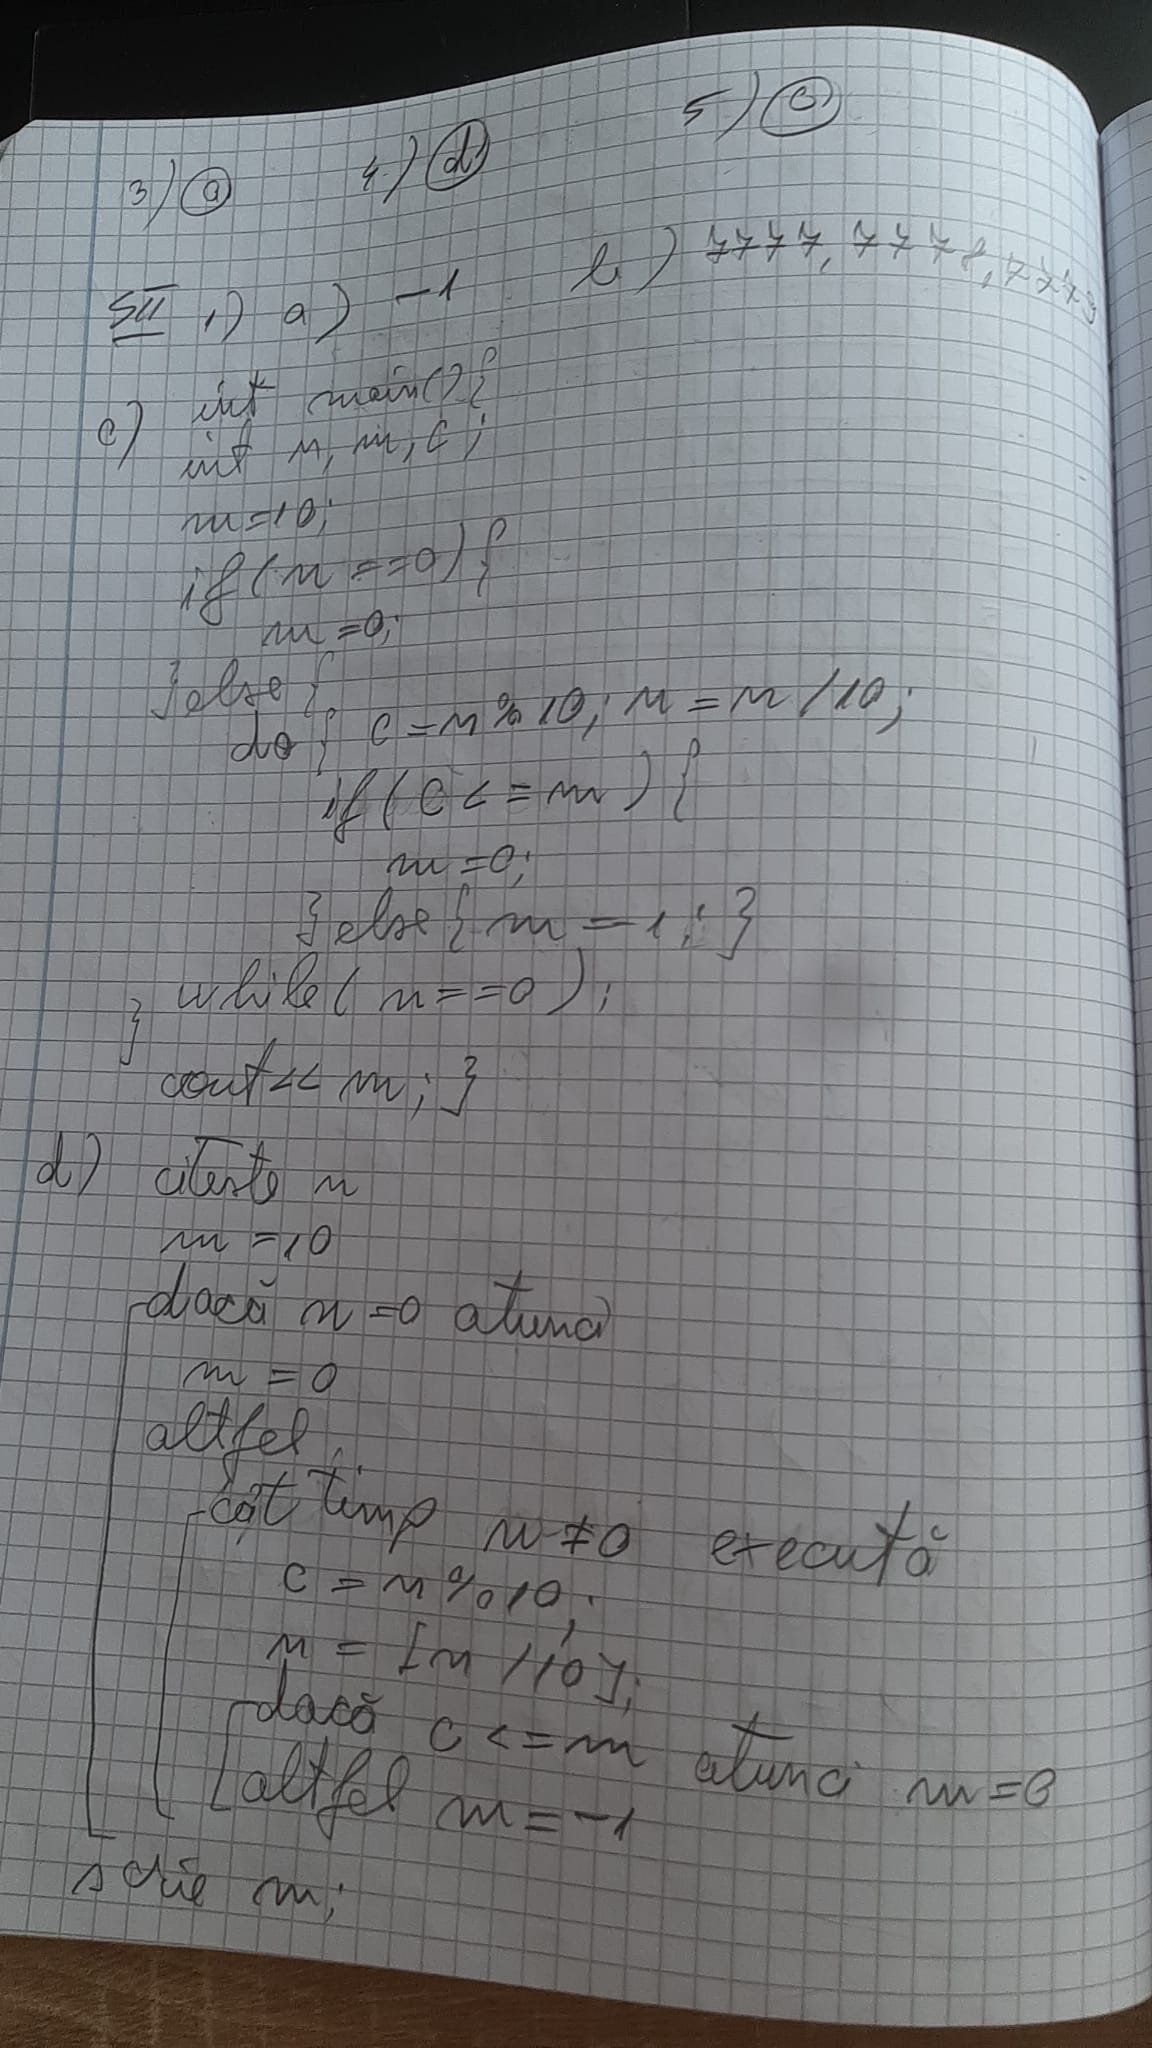 3) a 4) d 5) c
SII 1) a) -1 b) 7777, 7778, 7779
c) int main() {
int n, m, c;
m=10;
if(n==0) {
m=0;
} else {
do { c=n%10; n=n/10;
if(c<=m) {
m=0;
} else { m=-1; }
} while(n==0);
cout<< m; }
d) citeste n
m=10
dacă n=0 atunci
m=0
altfel
cât timp n≠0 execută
c=n%10;
n=[n/10];
dacă c<=m atunci m=0
altfel m=-1
scrie m;